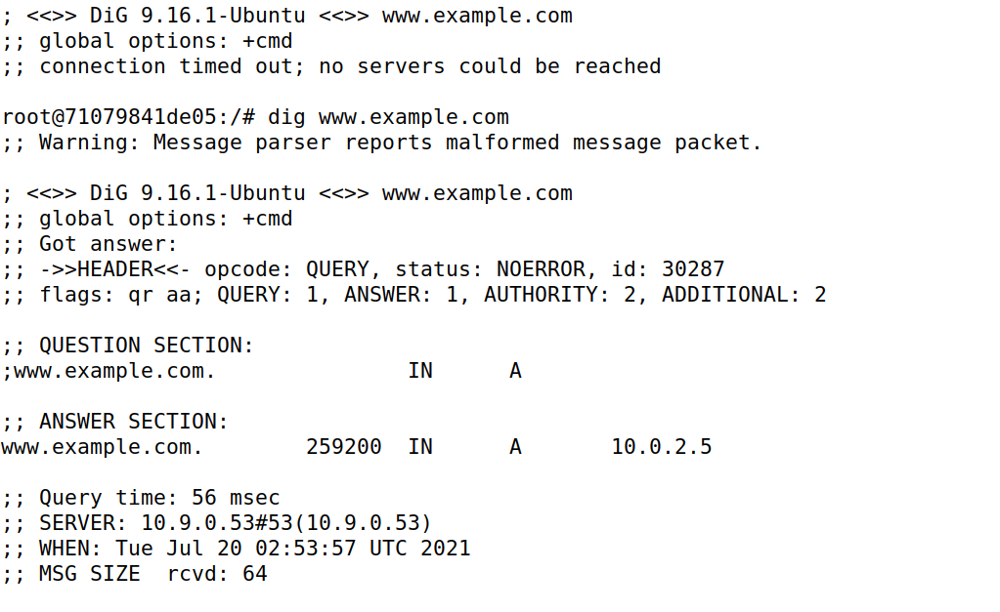 ; <<>> DiG 9.16.1-Ubuntu <<>> www.example.com
;; global options: +cmd
;; connection timed out; no servers could be reached
root@71079841de05:/# dig www.example.com
;; Warning: Message parser reports malformed message packet.
; <<>> DiG 9.16.1-Ubuntu <<>> www.example.com
;; global options: +cmd
;; Got answer:
;; ->>HEADER<<- opcode: QUERY, status: NOERROR, id: 30287
;; flags: qr aa; QUERY: 1, ANSWER: 1, AUTHORITY: 2, ADDITIONAL: 2
;; QUESTION SECTION:
;www.example.com.               IN      A
;; ANSWER SECTION:
www.example.com.        259200  IN      A       10.0.2.5
;; Query time: 56 msec
;; SERVER: 10.9.0.53#53(10.9.0.53)
;; WHEN: Tue Jul 20 02:53:57 UTC 2021
;; MSG SIZE  rcvd: 64